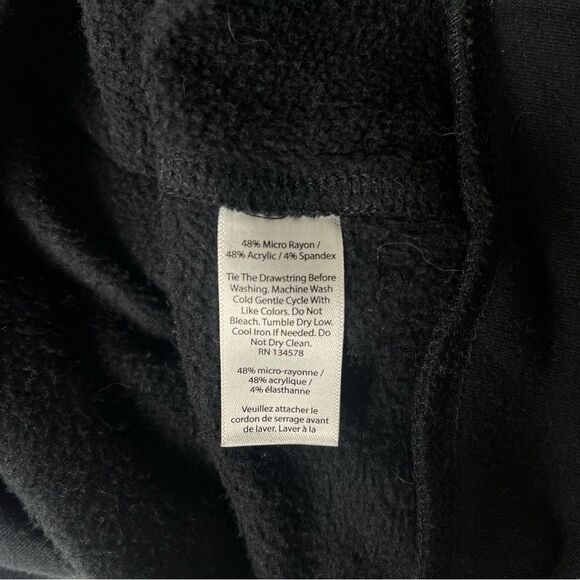 48% Micro Rayon /
48% Acrylic / 4% Spandex
Tie The Drawstring Before
Washing. Machine Wash
Cold Gentle Cycle With
Like Colors. Do Not
Bleach. Tumble Dry Low.
Cool Iron If Needed. Do
Not Dry Clean.
RN 134578
48% micro-rayonne /
48% acrylique /
4% élasthanne
Veuillez attacher le
cordon de serrage avant
de laver. Laver à la